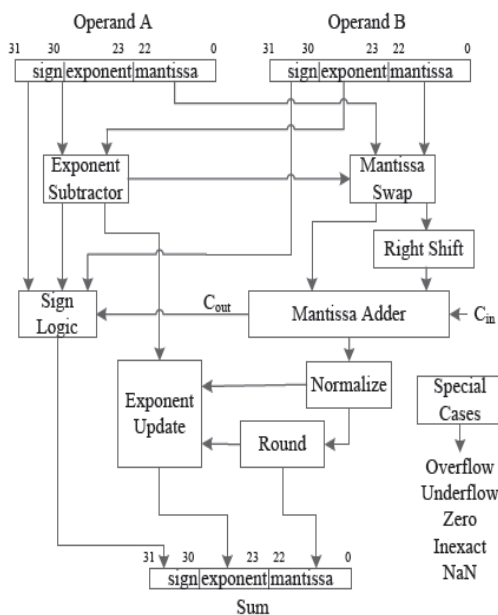 Operand A Operand B
31 30 23 22 0 31 30 23 22 0
sign exponent mantissa sign exponent mantissa
Exponent Subtractor
Mantissa Swap
Right Shift
Sign Logic
Cout
Mantissa Adder
Cin
Exponent Update
Normalize
Round
Special Cases
Overflow
Underflow
Zero
Inexact
NaN
31 30 23 22 0
sign exponent mantissa
Sum